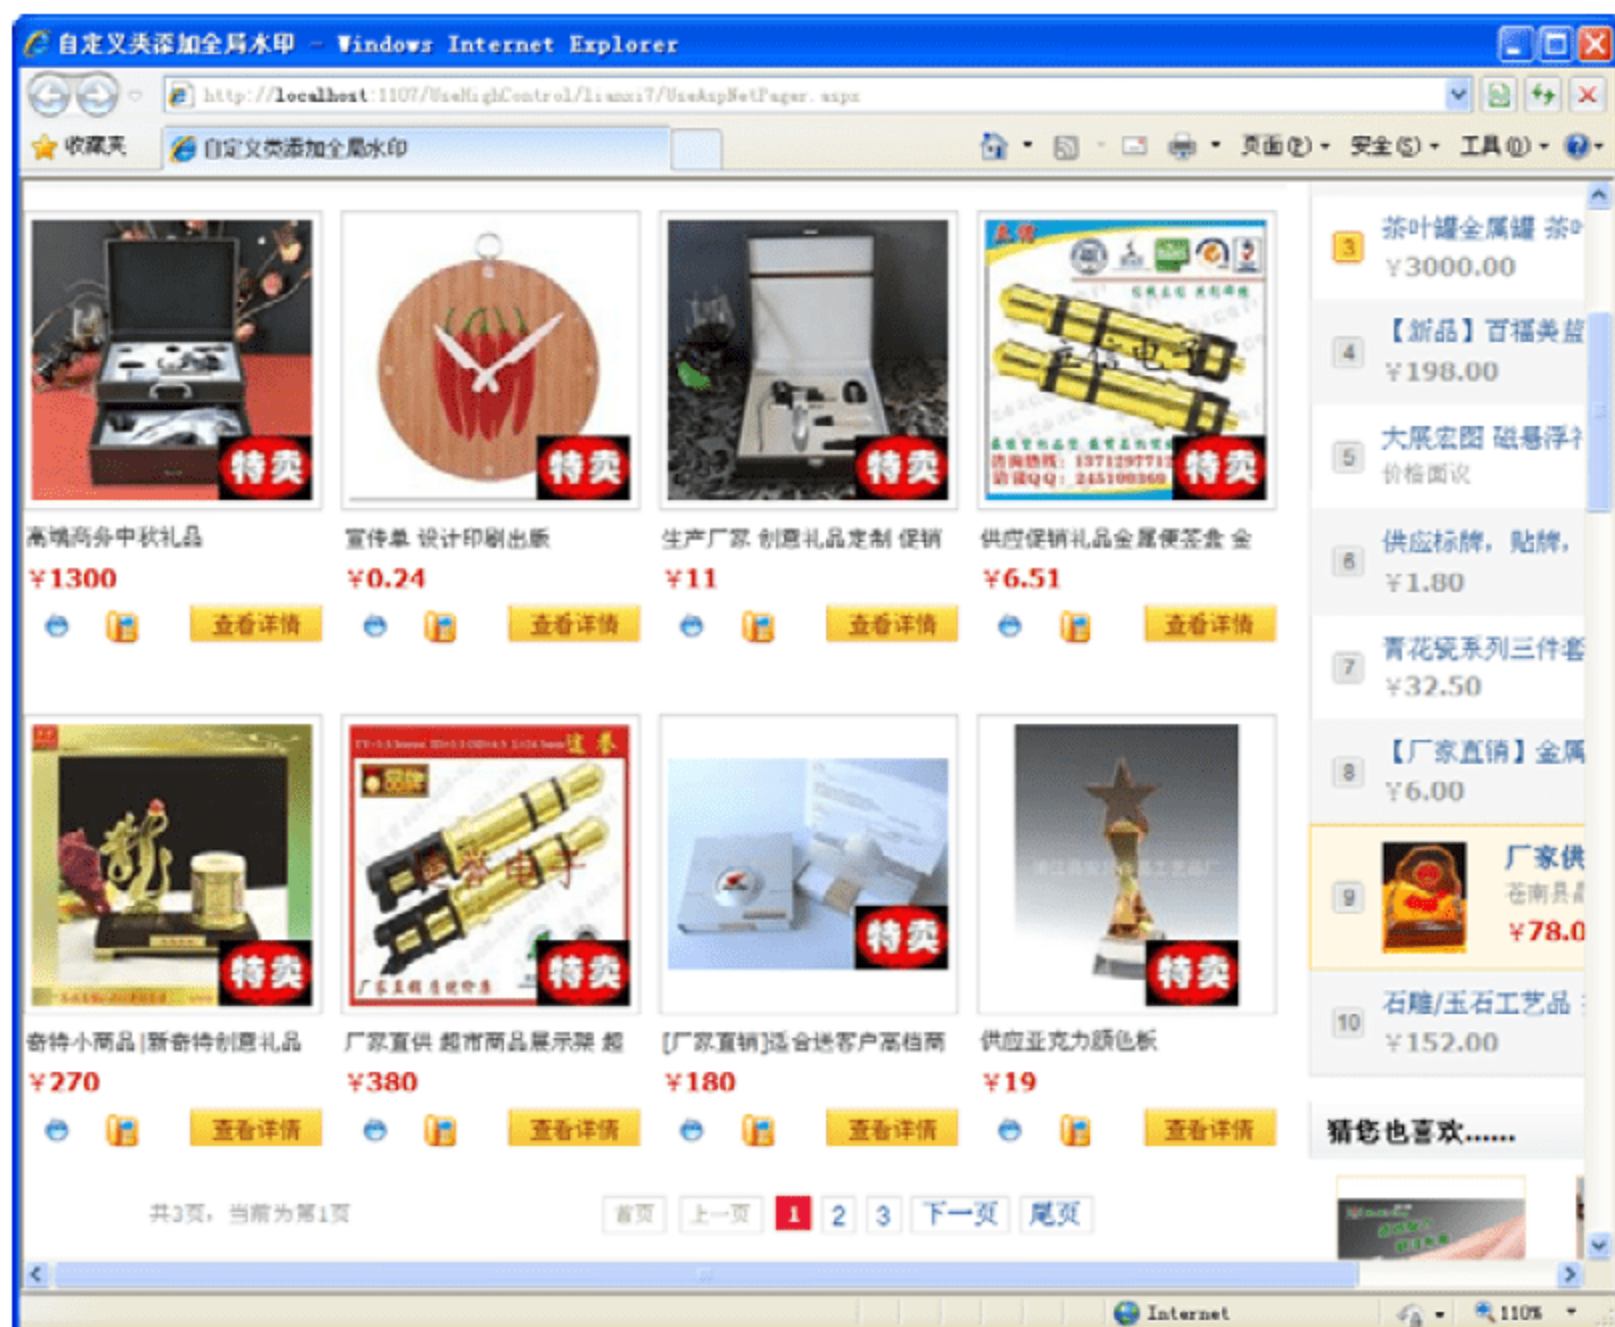 自定义类添加全局水印 - Windows Internet Explorer
http://localhost:1107/UseHighControl/lianxi7/UseAspNetPager.aspx
收藏夹
自定义类添加全局水印
页面(P)
安全(S)
工具(O)
特卖
特卖
特卖
特卖
高端商务中秋礼品
宣传单 设计印刷出版
生产厂家 创意礼品定制 促销
供应促销礼品金属便签盒 金
¥1300
¥0.24
¥11
¥6.51
查看详情
查看详情
查看详情
查看详情
特卖
特卖
特卖
特卖
奇特小商品|新奇特创意礼品
厂家直供 超市商品展示架 超
[厂家直销]适合送客户高档商
供应亚克力颜色板
¥270
¥380
¥180
¥19
查看详情
查看详情
查看详情
查看详情
共3页，当前为第1页
首页 上一页 1 2 3 下一页 尾页
3
茶叶罐金属罐 茶叶
¥3000.00
4
【新品】百福美篮
¥198.00
5
大展宏图 磁悬浮
价格面议
6
供应标牌，贴牌，
¥1.80
7
青花瓷系列三件套
¥32.50
8
【厂家直销】金属
¥6.00
9
厂家供
苍南县
¥78.0
10
石雕/玉石工艺品
¥152.00
猜您也喜欢......
Internet
110%